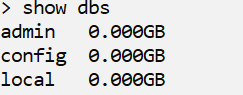 > show dbs
admin   0.000GB
config  0.000GB
local   0.000GB